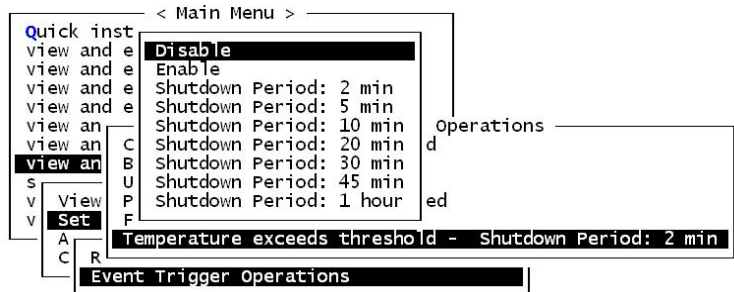 < Main Menu >
Quick inst
view and e
view and e
view and e
view and e
view an
view an
view an
s
v
v
Disable
Enable
Shutdown Period: 2 min
Shutdown Period: 5 min
Shutdown Period: 10 min
Shutdown Period: 20 min
Shutdown Period: 30 min
Shutdown Period: 45 min
Shutdown Period: 1 hour
Operations
C
d
B
U
P
ed
F
Temperature exceeds threshold - Shutdown Period: 2 min
View
Set
A
C
R
Event Trigger Operations